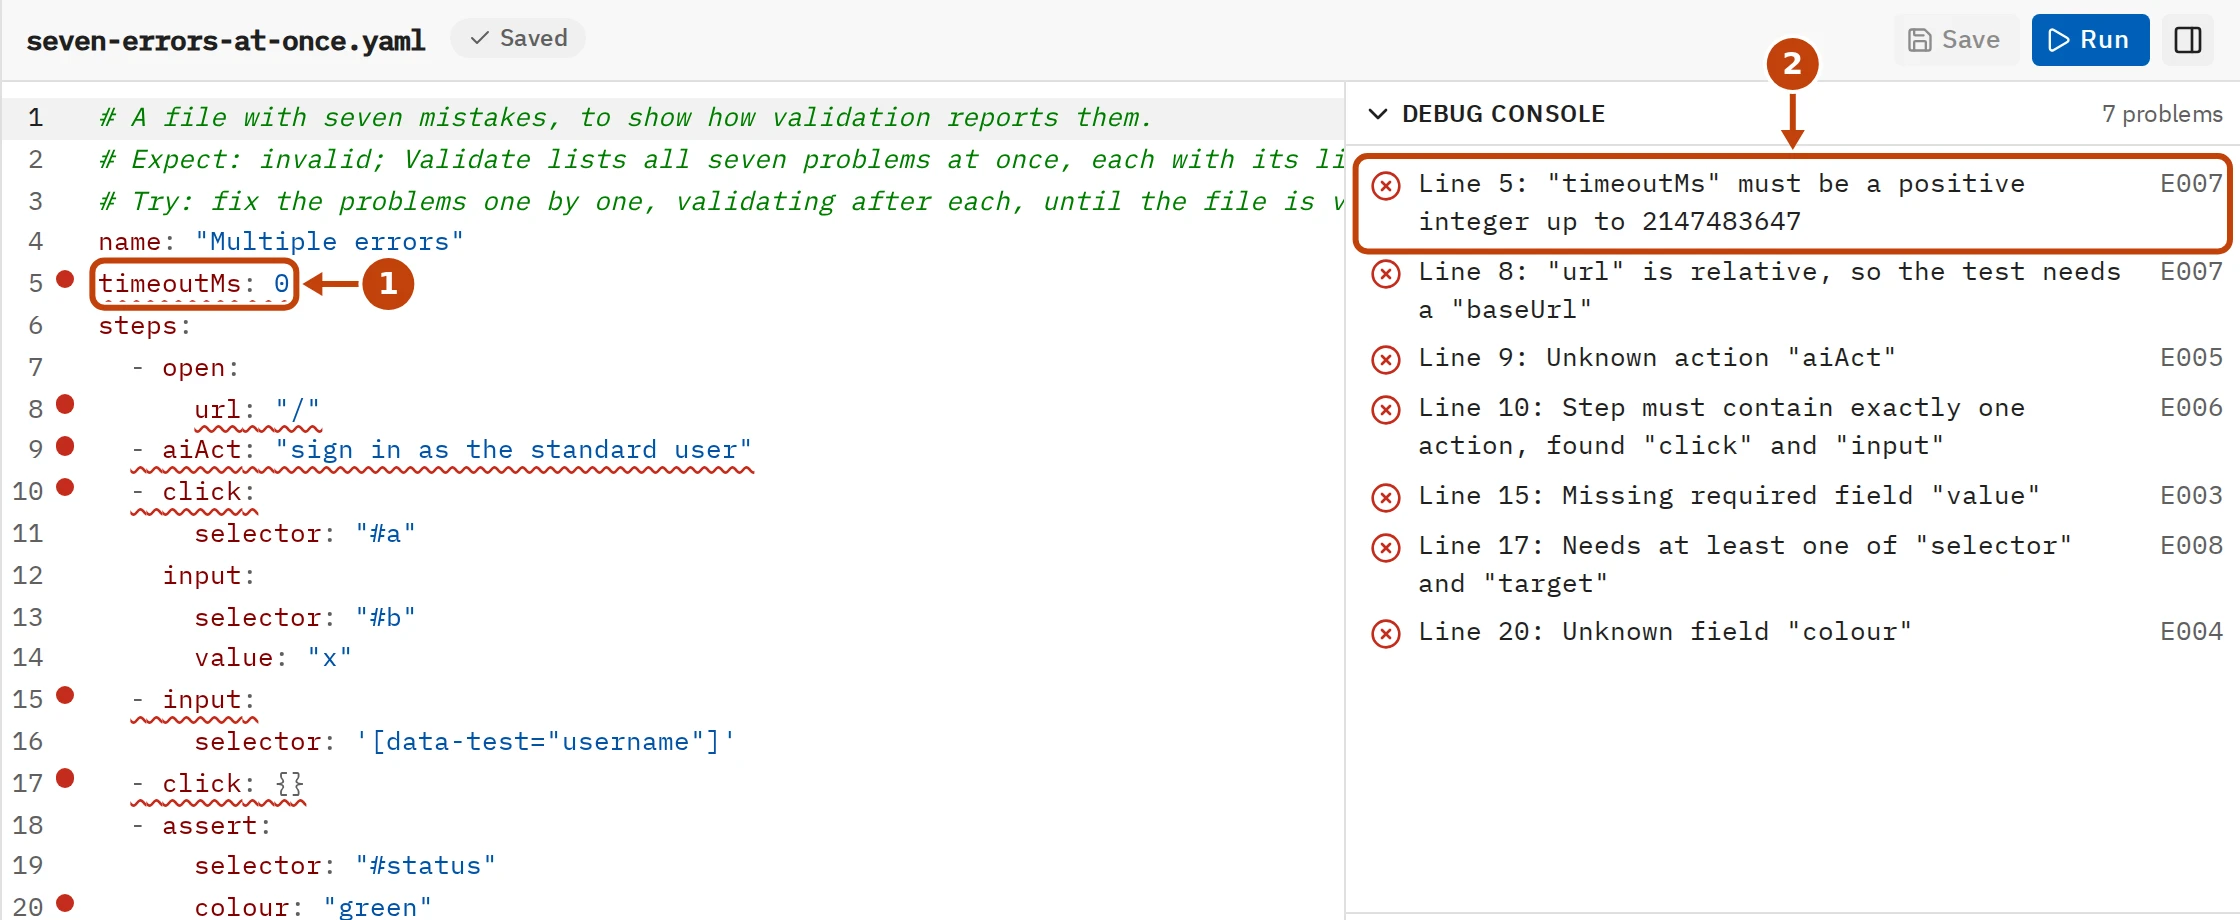 seven-errors-at-once.yaml
Saved
Save
Run
1 # A file with seven mistakes, to show how validation reports them.
2 # Expect: invalid; Validate lists all seven problems at once, each with its li
3 # Try: fix the problems one by one, validating after each, until the file is v
4 name: "Multiple errors"
5 timeoutMs: 0
1
6 steps:
7 - open:
8 url: "/"
9 - aiAct: "sign in as the standard user"
10 - click:
11 selector: "#a"
12 input:
13 selector: "#b"
14 value: "x"
15 - input:
16 selector: '[data-test="username"]'
17 - click: {}
18 - assert:
19 selector: "#status"
20 colour: "green"
2
DEBUG CONSOLE
7 problems
Line 5: "timeoutMs" must be a positive E007
integer up to 2147483647
Line 8: "url" is relative, so the test needs E007
a "baseUrl"
Line 9: Unknown action "aiAct" E005
Line 10: Step must contain exactly one E006
action, found "click" and "input"
Line 15: Missing required field "value" E003
Line 17: Needs at least one of "selector" E008
and "target"
Line 20: Unknown field "colour" E004